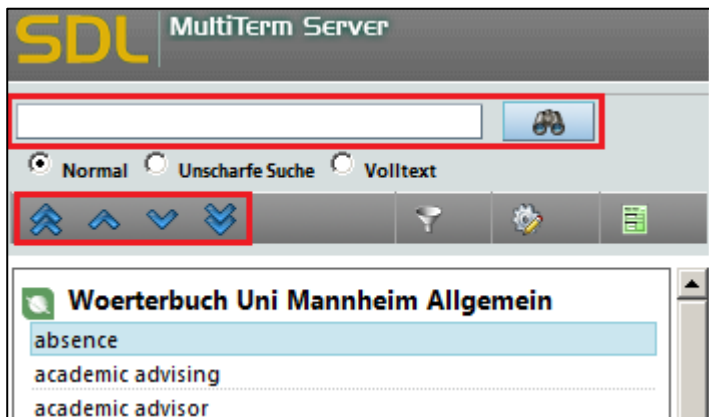 SDL MultiTerm Server
Normal Unscharfe Suche Volltext
Woerterbuch Uni Mannheim Allgemein
absence
academic advising
academic advisor